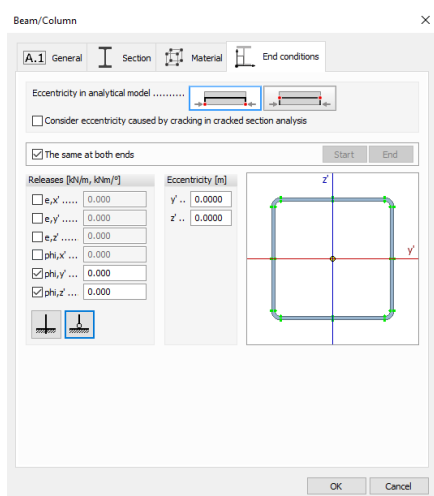 Beam/Column
A.1 General Section Material End conditions
Eccentricity in analytical model ..........
Consider eccentricity caused by cracking in cracked section analysis
The same at both ends Start End
Releases [kN/m, kNm/°] Eccentricity [m]
e,x' ..... 0.000 y' .. 0.0000
e,y' ..... 0.000 z' .. 0.0000
e,z' ..... 0.000
phi,x' ... 0.000
phi,y' ... 0.000
phi,z' ... 0.000
z'
y'
OK Cancel